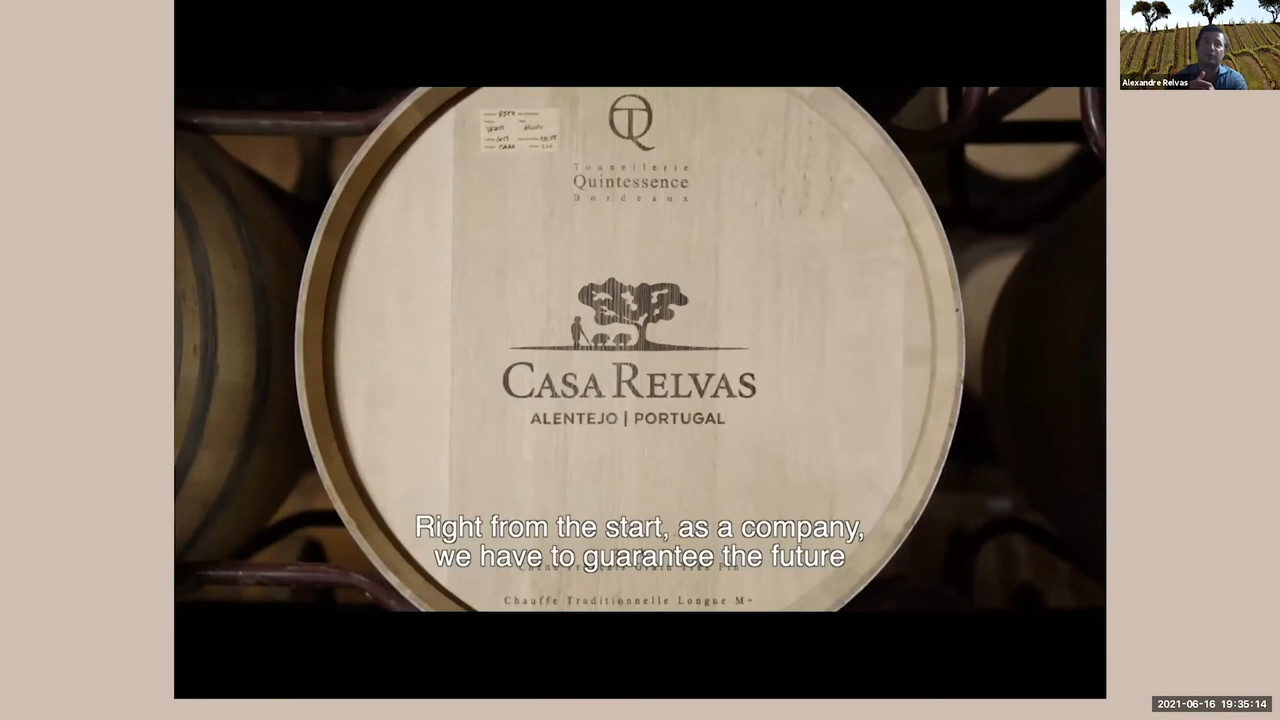 Tonnellerie
Quintessence
Bordeaux
CASA RELVAS
ALENTEJO | PORTUGAL
Right from the start, as a company,
we have to guarantee the future
Chauffe Traditionnelle Longue M+
Alexandre Relvas
2021-06-16 19:35:14